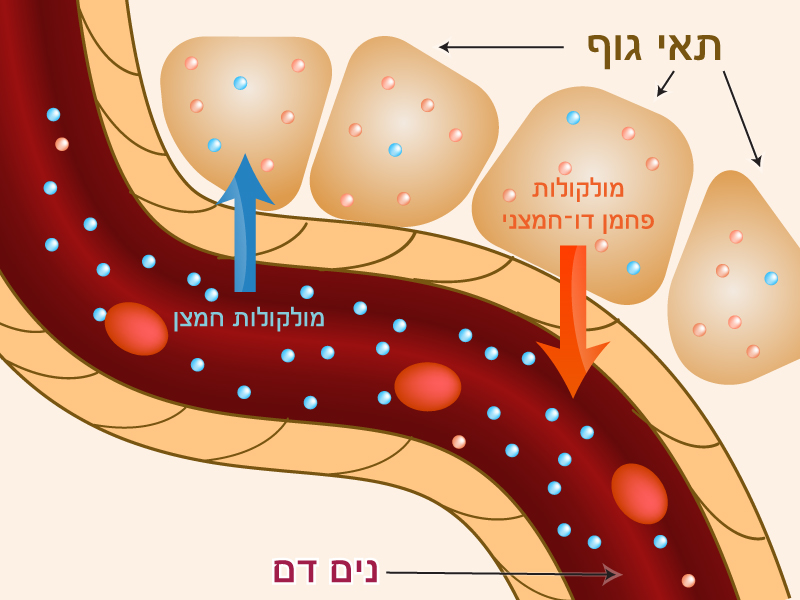 תאי גוף
מולקולות
פחמן דו-חמצני
מולקולות חמצן
נים דם